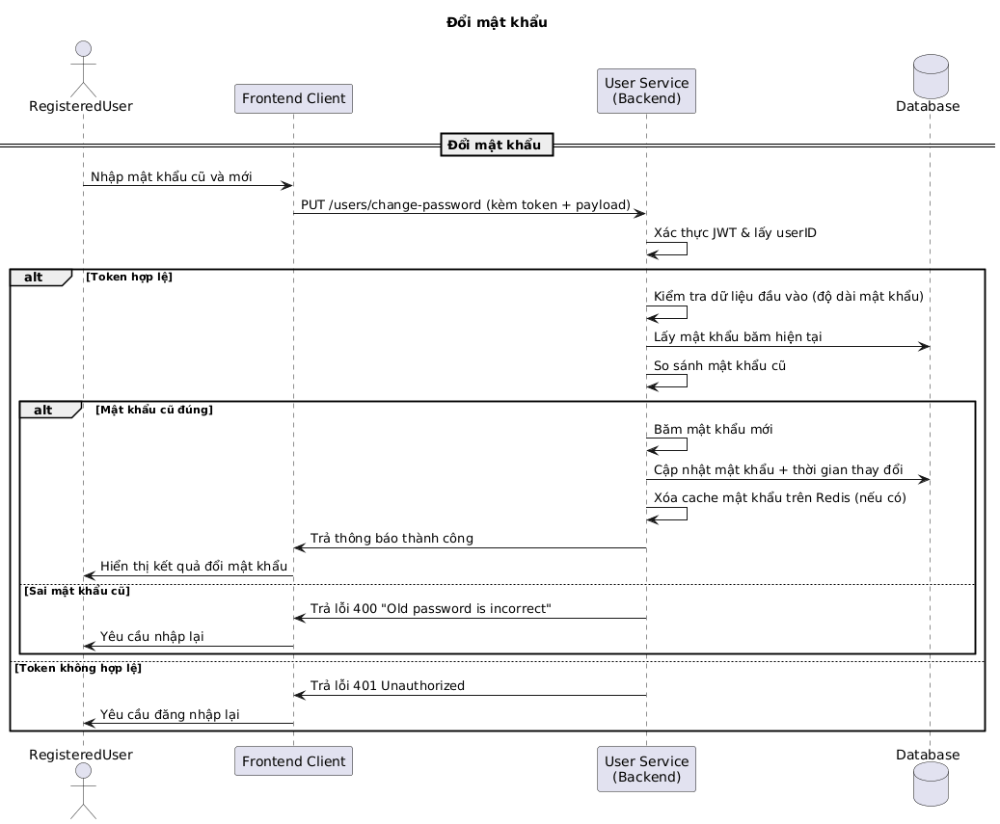 Đổi mật khẩu
RegisteredUser
Frontend Client
User Service
(Backend)
Database
Đổi mật khẩu
Nhập mật khẩu cũ và mới
PUT /users/change-password (kèm token + payload)
Xác thực JWT & lấy userID
alt [Token hợp lệ]
Kiểm tra dữ liệu đầu vào (độ dài mật khẩu)
Lấy mật khẩu băm hiện tại
So sánh mật khẩu cũ
alt [Mật khẩu cũ đúng]
Băm mật khẩu mới
Cập nhật mật khẩu + thời gian thay đổi
Xóa cache mật khẩu trên Redis (nếu có)
Trả thông báo thành công
Hiển thị kết quả đổi mật khẩu
[Sai mật khẩu cũ]
Trả lỗi 400 "Old password is incorrect"
Yêu cầu nhập lại
[Token không hợp lệ]
Trả lỗi 401 Unauthorized
Yêu cầu đăng nhập lại
RegisteredUser
Frontend Client
User Service
(Backend)
Database